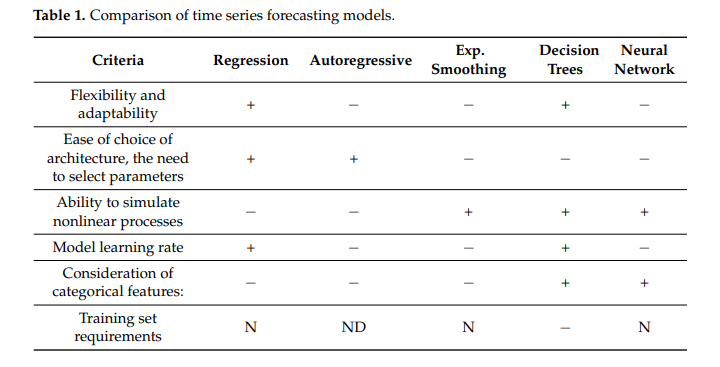 Table 1. Comparison of time series forecasting models.
Criteria Regression Autoregressive Exp. Smoothing Decision Trees Neural Network
Flexibility and adaptability + − − + −
Ease of choice of architecture, the need to select parameters + + − − −
Ability to simulate nonlinear processes − − + + +
Model learning rate + − − + −
Consideration of categorical features: − − − + +
Training set requirements N ND N − N